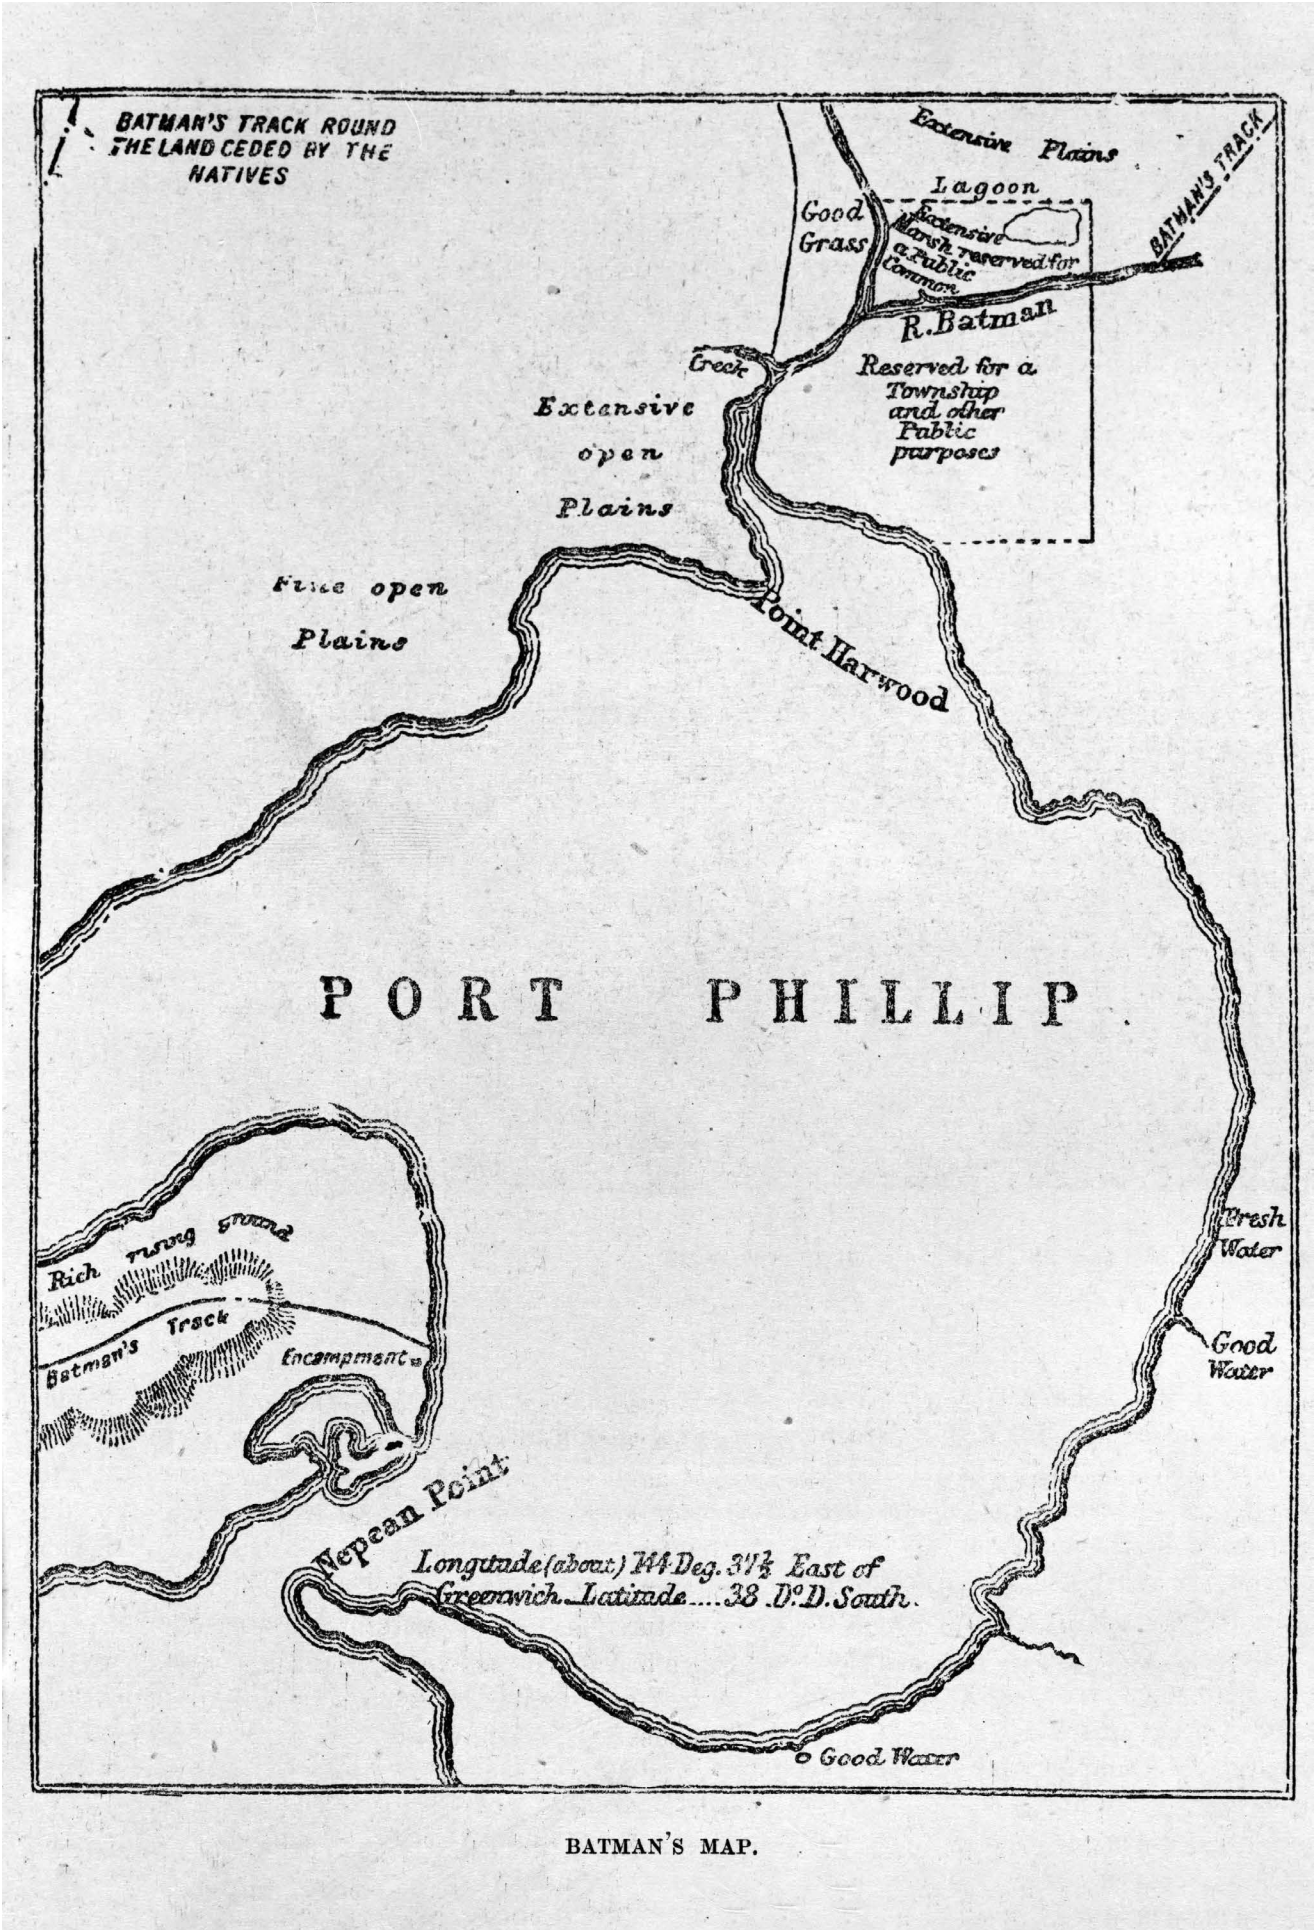 BATMAN'S TRACK ROUND
THE LAND CEDED BY THE
NATIVES
Extensive Plains
BATMAN'S TRACK
Lagoon
Good
Grass
Extensive
Marsh reserved for
a Public
Common
R. Batman
Creek
Reserved for a
Township
and other
Public
purposes
Extensive
open
Plains
Fine open
Plains
Point Harwood
PORT PHILLIP
Rich rising ground
Batman's Track
Encampment
Fresh
Water
Good
Water
Nepean Point
Longitude (about) 144 Deg. 37½ East of
Greenwich Latitude....38 Do. D. South.
Good Water
BATMAN'S MAP.